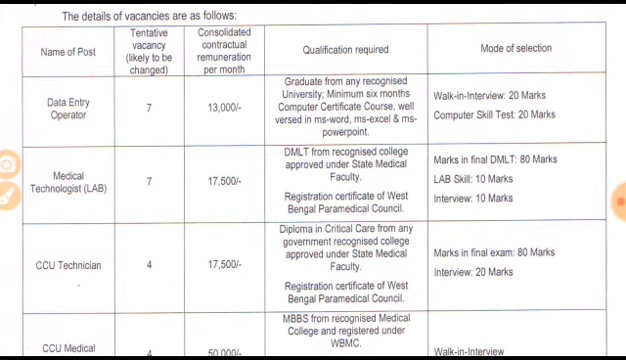 The details of vacancies are as follows:
Name of Post
Tentative
vacancy
(likely to be
changed)
Consolidated
contractual
remuneration
per month
Qualification required
Mode of selection
Data Entry
Operator
7
13,000/-
Graduate from any recognised
University; Minimum six months
Computer Certificate Course, well
versed in ms-word, ms-excel & ms-
powerpoint.
Walk-in-Interview: 20 Marks
Computer Skill Test: 20 Marks
Medical
Technologist (LAB)
7
17,500/-
DMLT from recognised college
approved under State Medical
Faculty.
Registration certificate of West
Bengal Paramedical Council.
Marks in final DMLT: 80 Marks
LAB Skill: 10 Marks
Interview: 10 Marks
CCU Technician
4
17,500/-
Diploma in Critical Care from any
government recognised college
approved under State Medical
Faculty.
Registration certificate of West
Bengal Paramedical Council.
Marks in final exam: 80 Marks
Interview: 20 Marks
CCU Medical
4
50,000/-
MBBS from recognised Medical
College and registered under
WBMC.
Walk-in-Interview